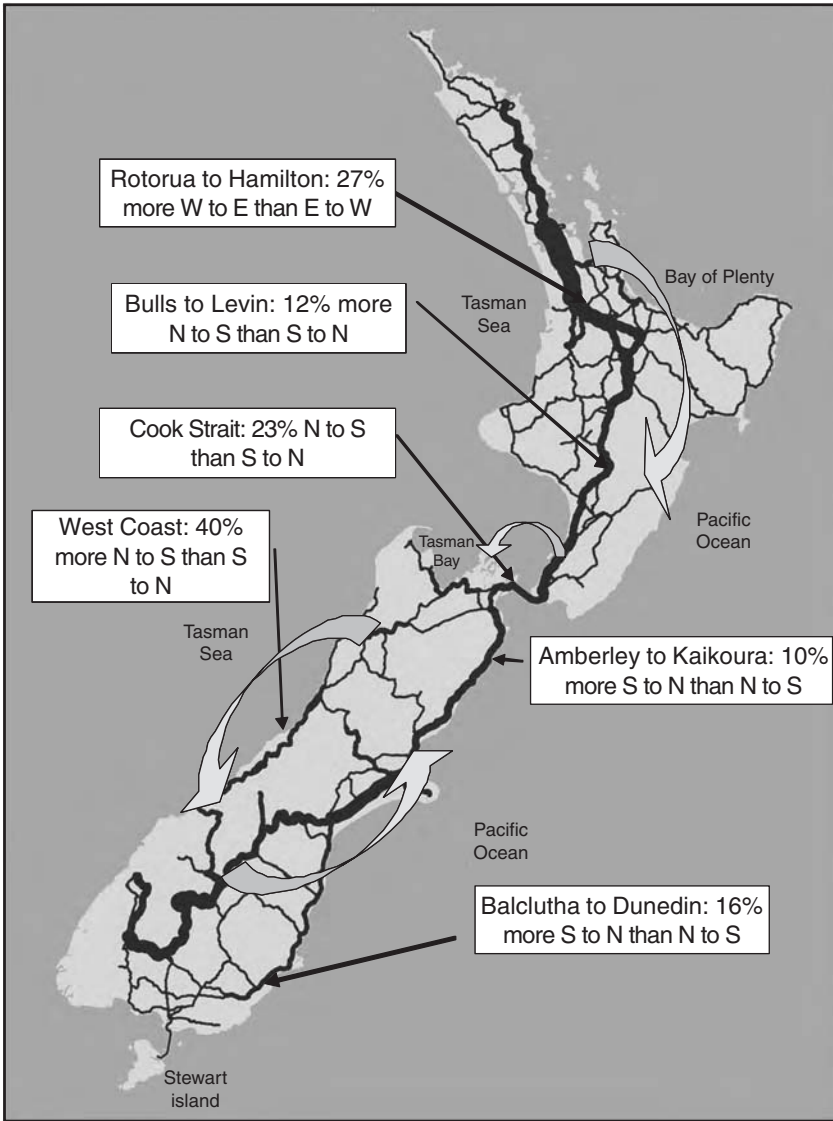 Rotorua to Hamilton: 27%
more W to E than E to W
Bay of Plenty
Bulls to Levin: 12% more
N to S than S to N
Tasman
Sea
Cook Strait: 23% N to S
than S to N
West Coast: 40%
more N to S than S
to N
Tasman
Bay
Pacific
Ocean
Tasman
Sea
Amberley to Kaikoura: 10%
more S to N than N to S
Pacific
Ocean
Balclutha to Dunedin: 16%
more S to N than N to S
Stewart
island